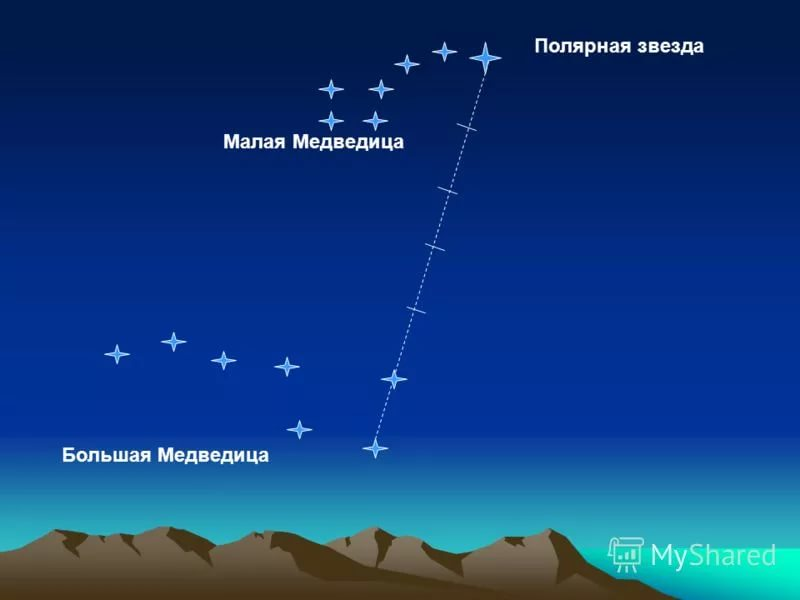 Полярная звезда
Малая Медведица
Большая Медведица
MyShared